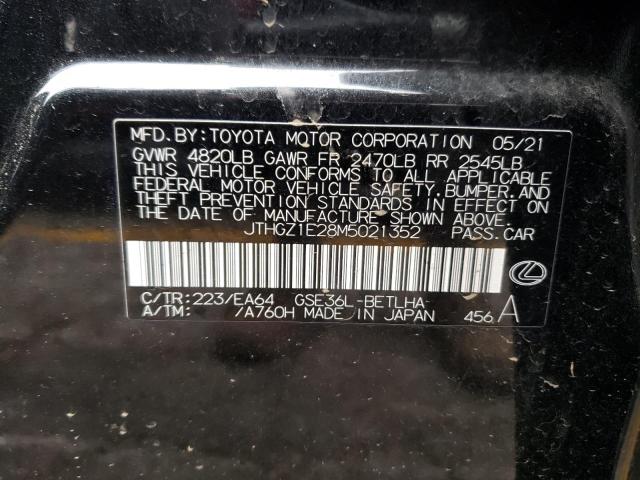 MFD.BY:TOYOTA MOTOR CORPORATION 05/21
GVWR 4820LB GAWR FR 2470LB RR 2545LB
THIS VEHICLE CONFORMS TO ALL APPLICABLE
FEDERAL MOTOR VEHICLE SAFETY,BUMPER,AND
THEFT PREVENTION STANDARDS IN EFFECT ON
THE DATE OF MANUFACTURE SHOWN ABOVE.
JTHGZ1E28M5021352 PASS.CAR
C/TR:223/EA64 GSE36L-BETLHA
A/TM: /A760H MADE IN JAPAN 456 A